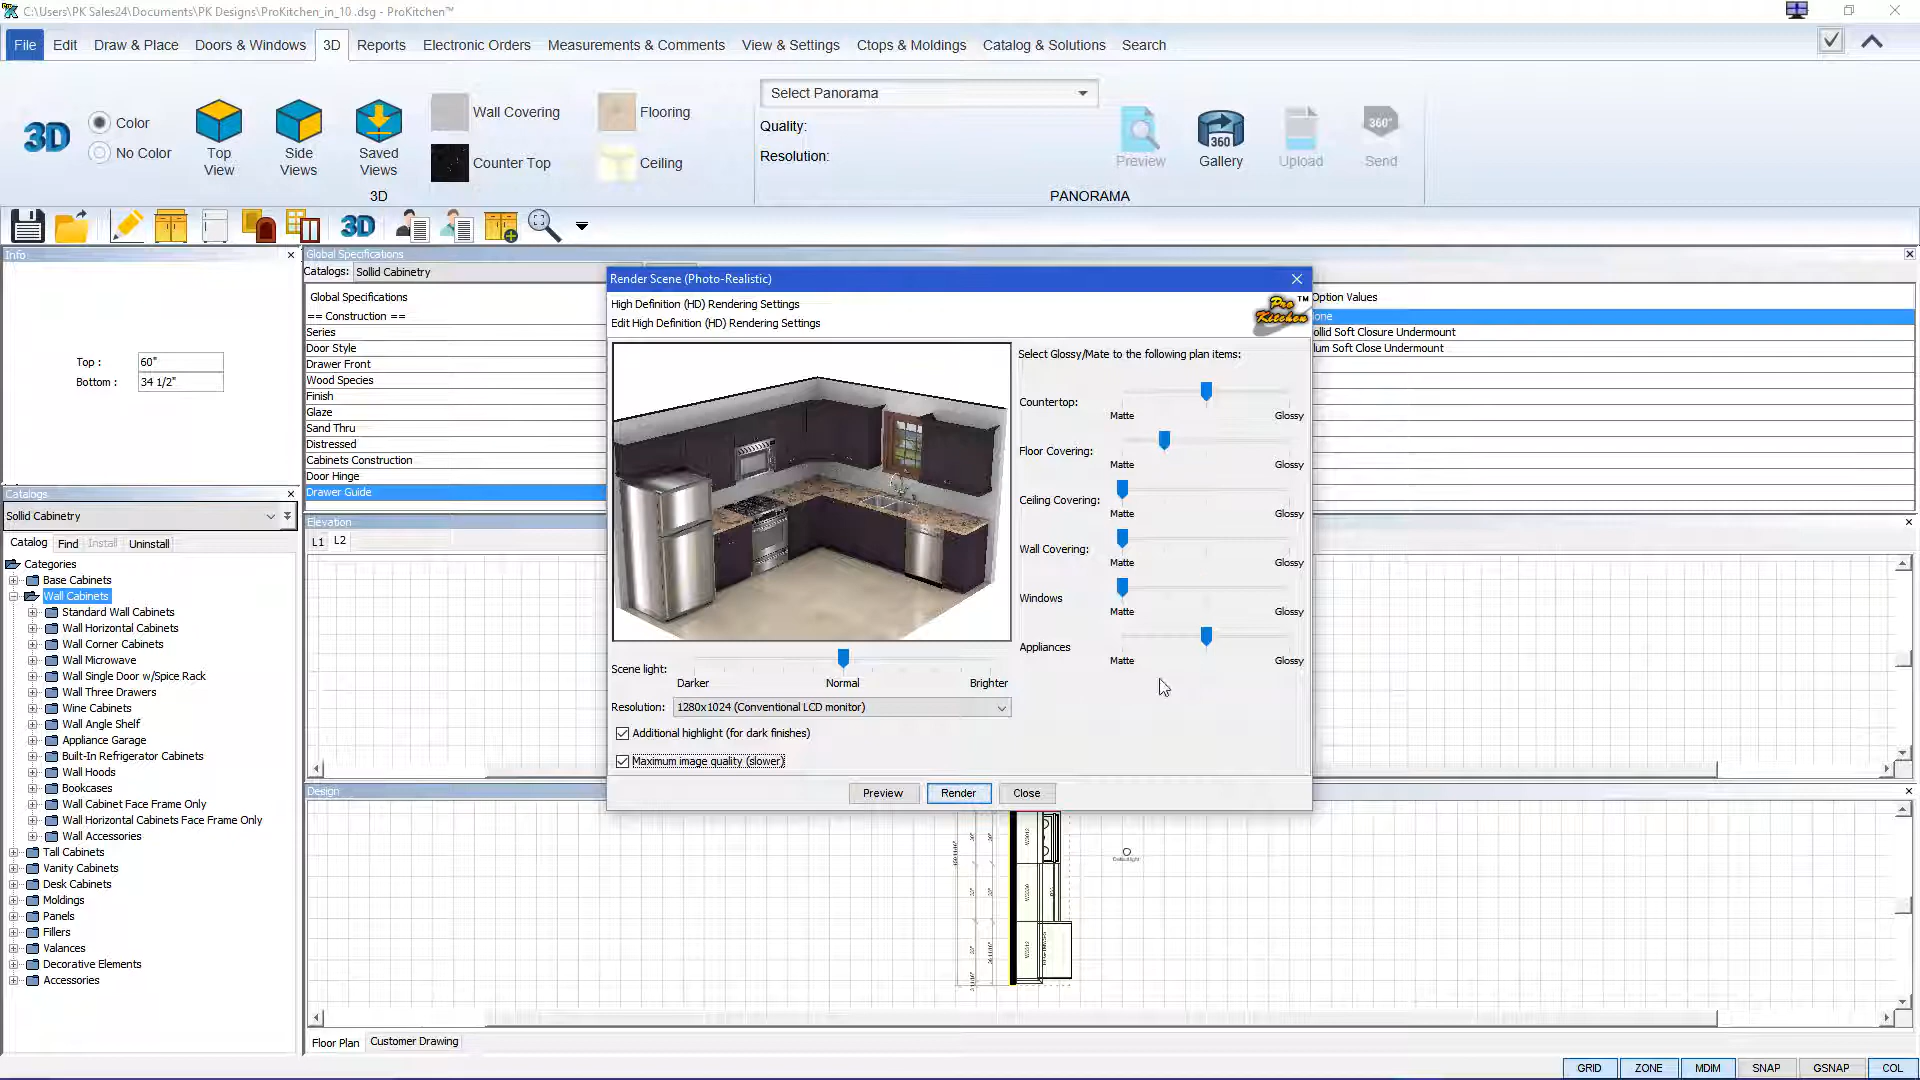 C:\Users\PK Sales24\Documents\PK Designs\ProKitchen_in_10 .dsg - ProKitchen™
File Edit Draw & Place Doors & Windows 3D Reports Electronic Orders Measurements & Comments View & Settings Ctops & Moldings Catalog & Solutions Search
3D
Color
No Color
Top View
Side Views
Saved Views
Wall Covering
Counter Top
Flooring
Ceiling
3D
Select Panorama
Quality:
Resolution:
Preview
360
Gallery
Upload
360°
Send
PANORAMA
3D
Info
Top : 60"
Bottom : 34 1/2"
Catalogs
Sollid Cabinetry
Catalog Find Install Uninstall
Categories
Base Cabinets
Wall Cabinets
Standard Wall Cabinets
Wall Horizontal Cabinets
Wall Corner Cabinets
Wall Microwave
Wall Single Door w/Spice Rack
Wall Three Drawers
Wine Cabinets
Wall Angle Shelf
Appliance Garage
Built-In Refrigerator Cabinets
Wall Hoods
Bookcases
Wall Cabinet Face Frame Only
Wall Horizontal Cabinets Face Frame Only
Wall Accessories
Tall Cabinets
Vanity Cabinets
Desk Cabinets
Moldings
Panels
Fillers
Valances
Decorative Elements
Accessories
Global Specifications
Catalogs: Sollid Cabinetry
Global Specifications
== Construction ==
Series
Door Style
Drawer Front
Wood Species
Finish
Glaze
Sand Thru
Distressed
Cabinets Construction
Door Hinge
Drawer Guide
Option Values
one
ollid Soft Closure Undermount
lum Soft Close Undermount
Elevation
L1 L2
Render Scene (Photo-Realistic)
High Definition (HD) Rendering Settings
Edit High Definition (HD) Rendering Settings
Pro Kitchen ™
Select Glossy/Mate to the following plan items:
Countertop:
Matte Glossy
Floor Covering:
Matte Glossy
Ceiling Covering:
Matte Glossy
Wall Covering:
Matte Glossy
Windows
Matte Glossy
Appliances
Matte Glossy
Scene light:
Darker Normal Brighter
Resolution: 1280x1024 (Conventional LCD monitor)
Additional highlight (for dark finishes)
Maximum image quality (slower)
Preview Render Close
Design
Floor Plan Customer Drawing
GRID ZONE MDIM SNAP GSNAP COL